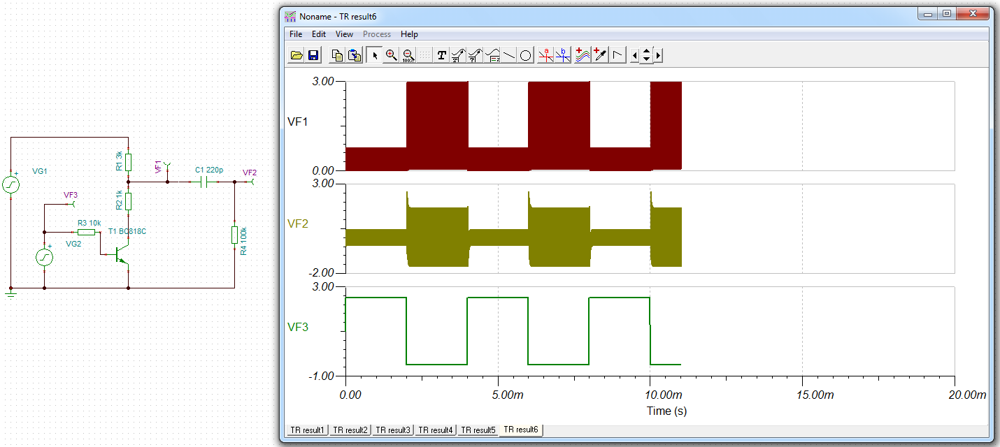 Noname - TR result6
File Edit View Process Help
T
100%
a
b
VF1
3.00
0.00
VF2
3.00
-2.00
VF3
3.00
-1.00
0.00 5.00m 10.00m 15.00m 20.00m
Time (s)
TR result1 TR result2 TR result3 TR result4 TR result5 TR result6
VG1
+
R1 3k
VF1
C1 220p
VF2
R2 1k
VF3
R3 10k
T1 BC818C
VG2
+
R4 100k